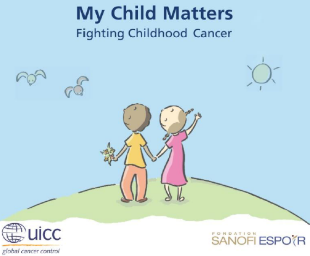 My Child Matters
Fighting Childhood Cancer
uicc
global cancer control
FONDATION
SANOFI ESPOIR